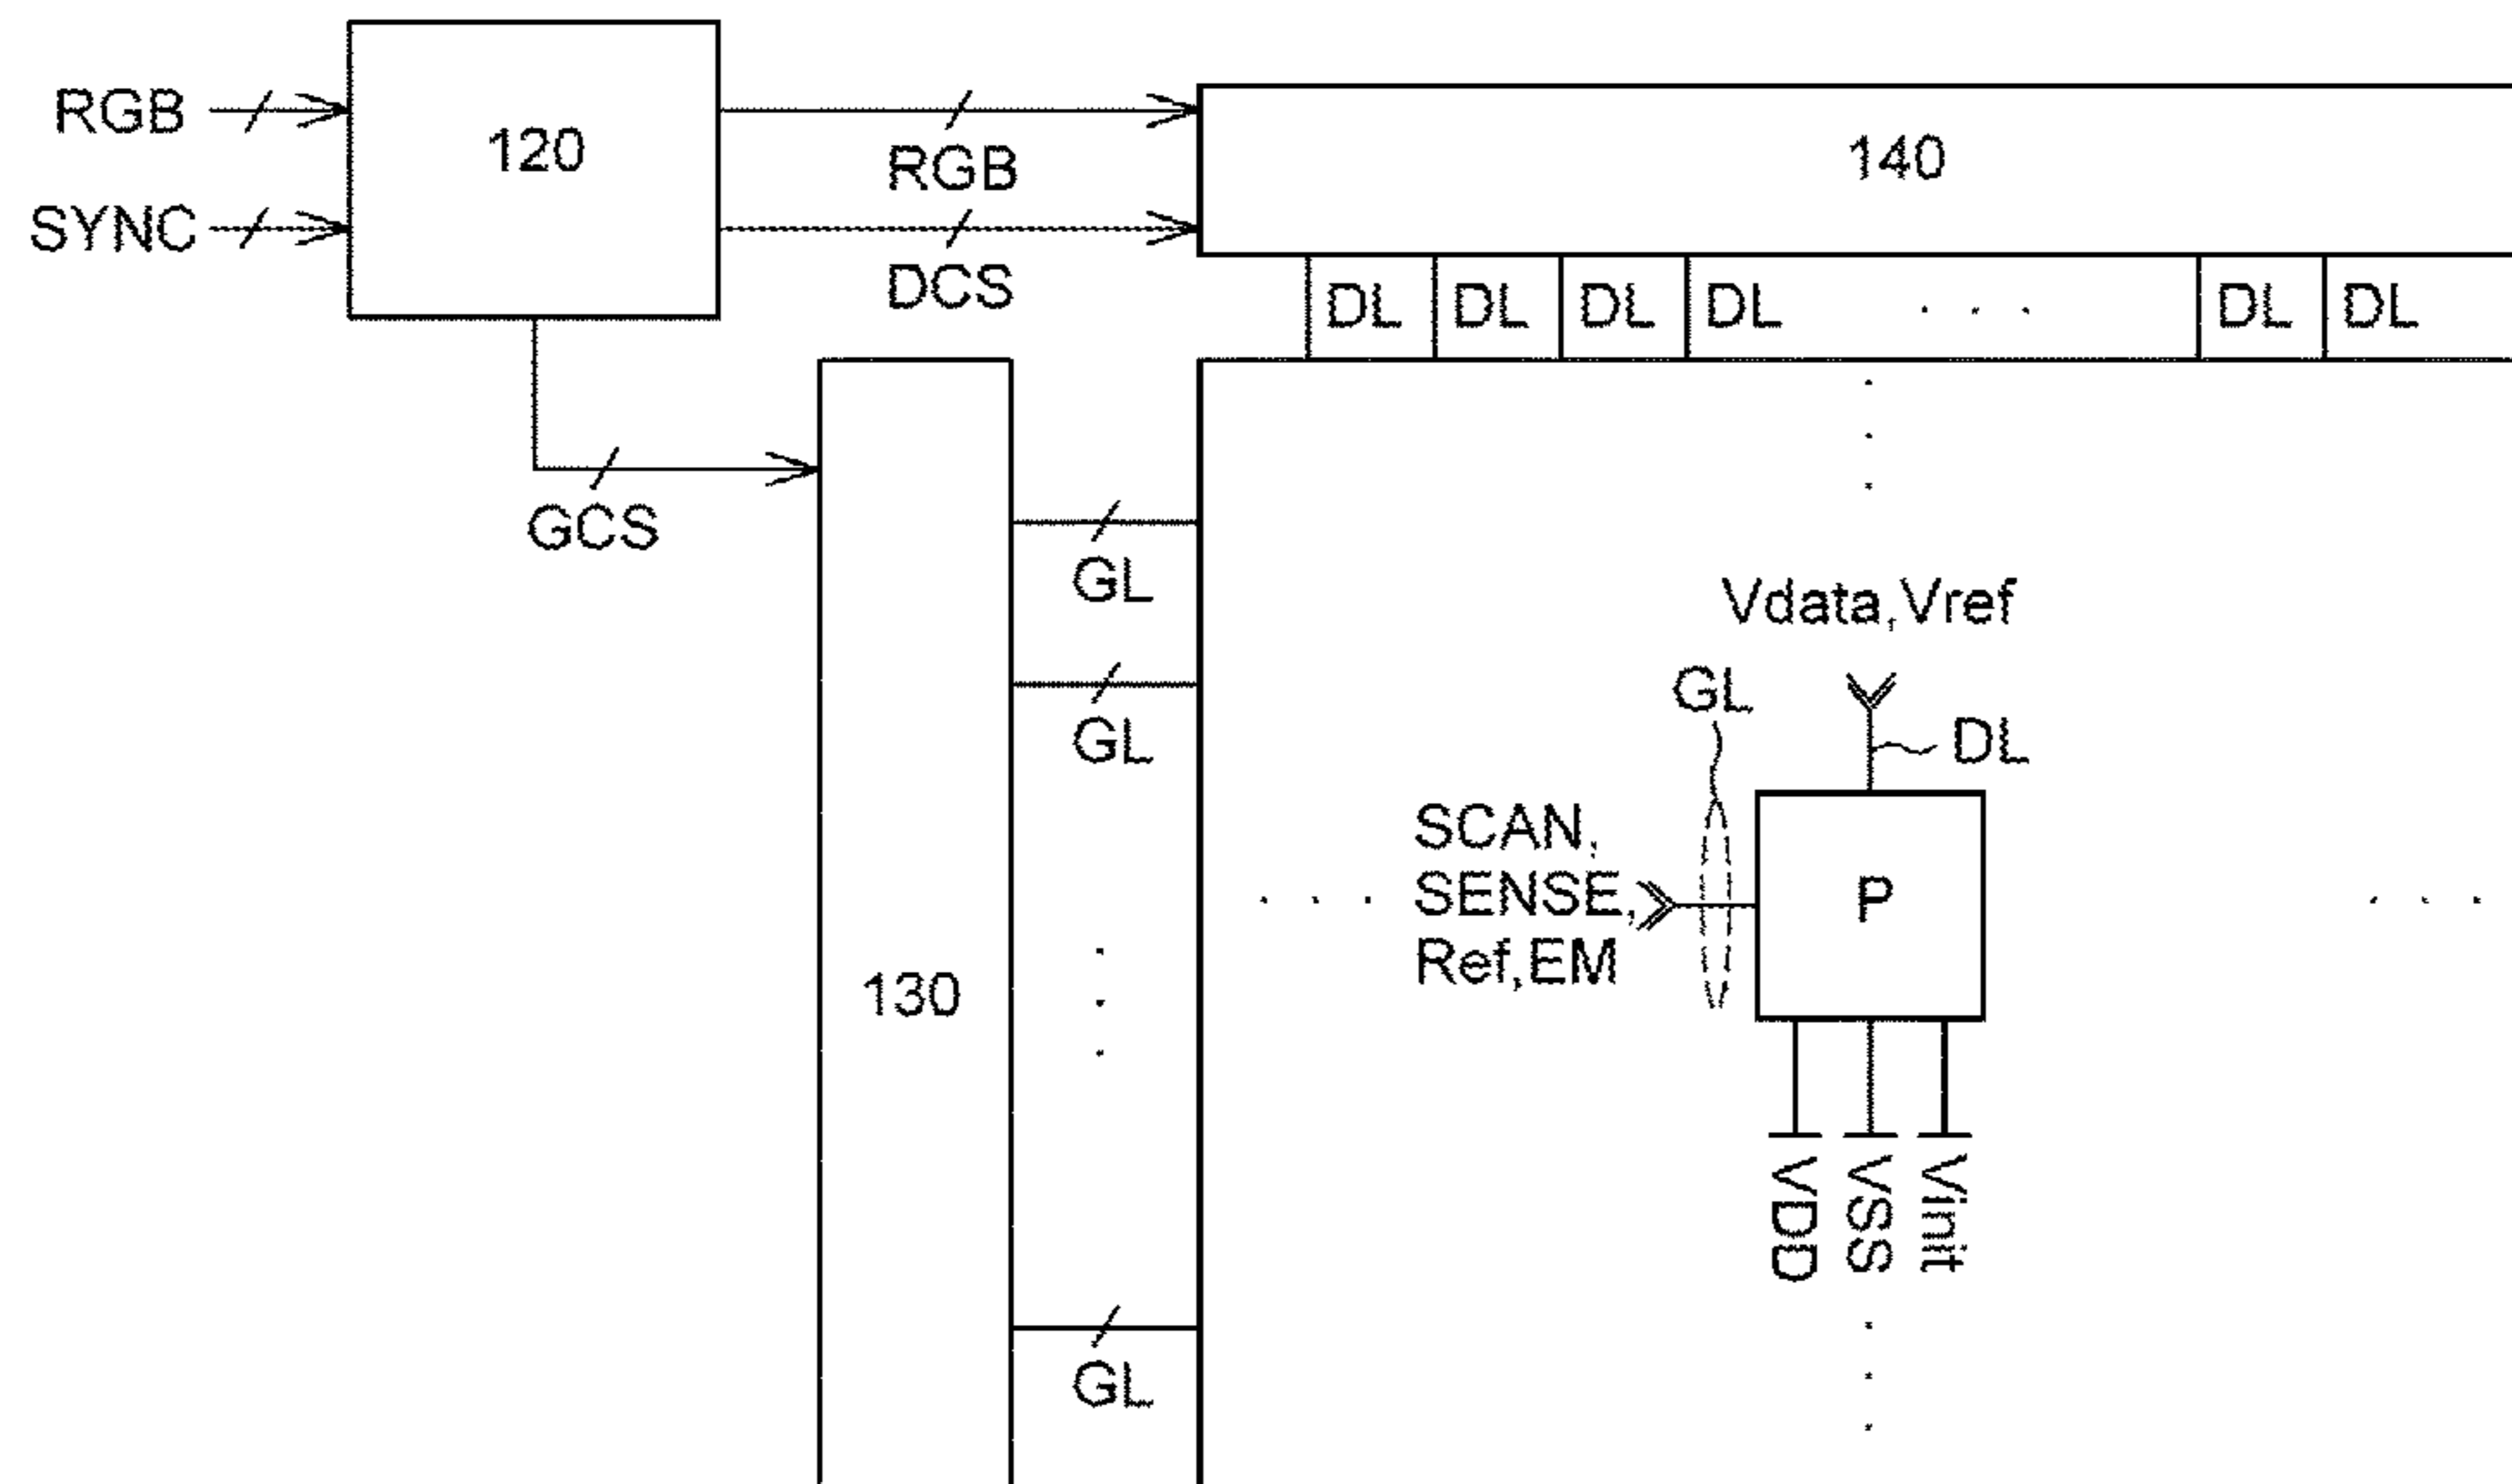 RGB
120
RGB
140
SYNC
DCS
DL DL DL DL . . . DL DL
GCS
GL
Vdata,Vref
GL
GL
DL
SCAN,
SENSE,
Ref,EM
P
130
VDD
VSS
Vinit
GL